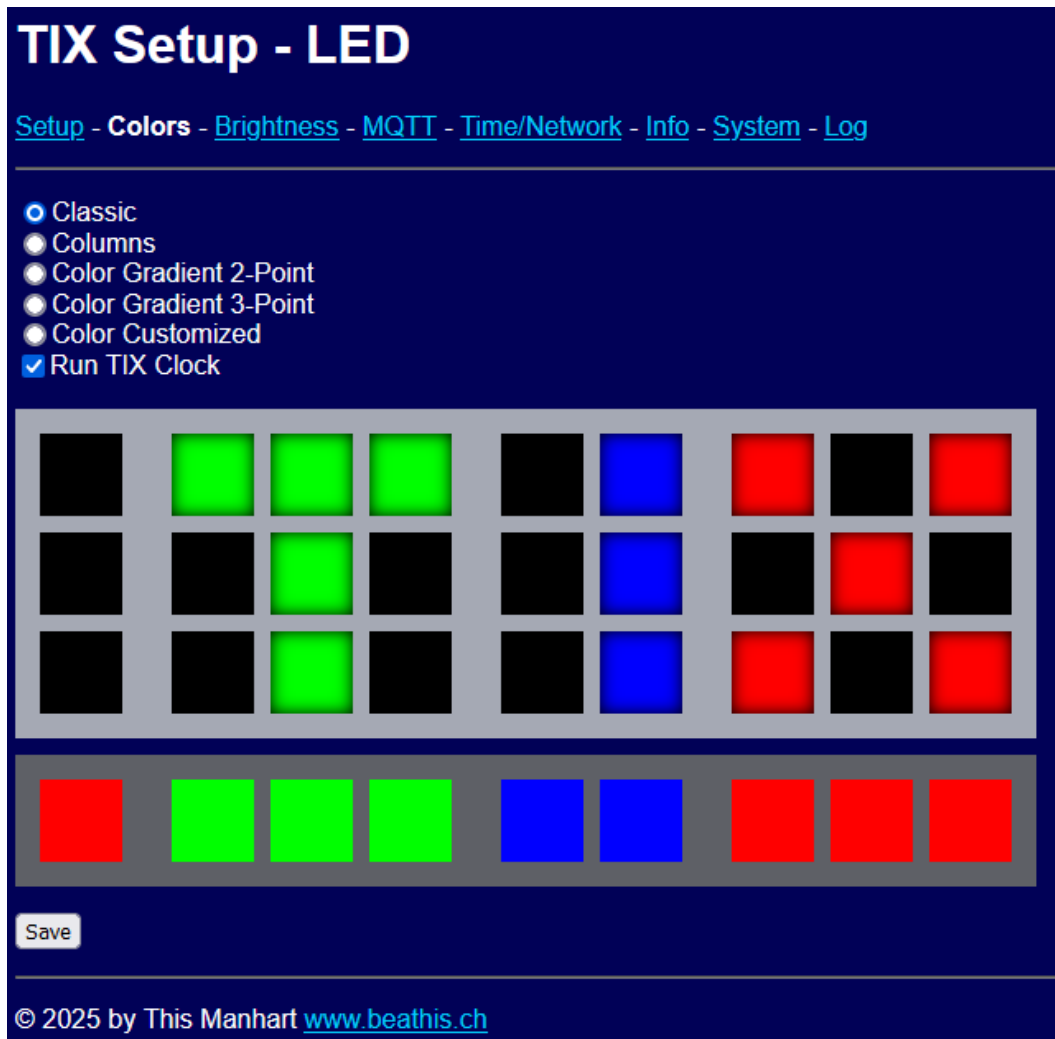 TIX Setup - LED
Setup - Colors - Brightness - MQTT - Time/Network - Info - System - Log
Classic
Columns
Color Gradient 2-Point
Color Gradient 3-Point
Color Customized
Run TIX Clock
Save
© 2025 by This Manhart www.beathis.ch